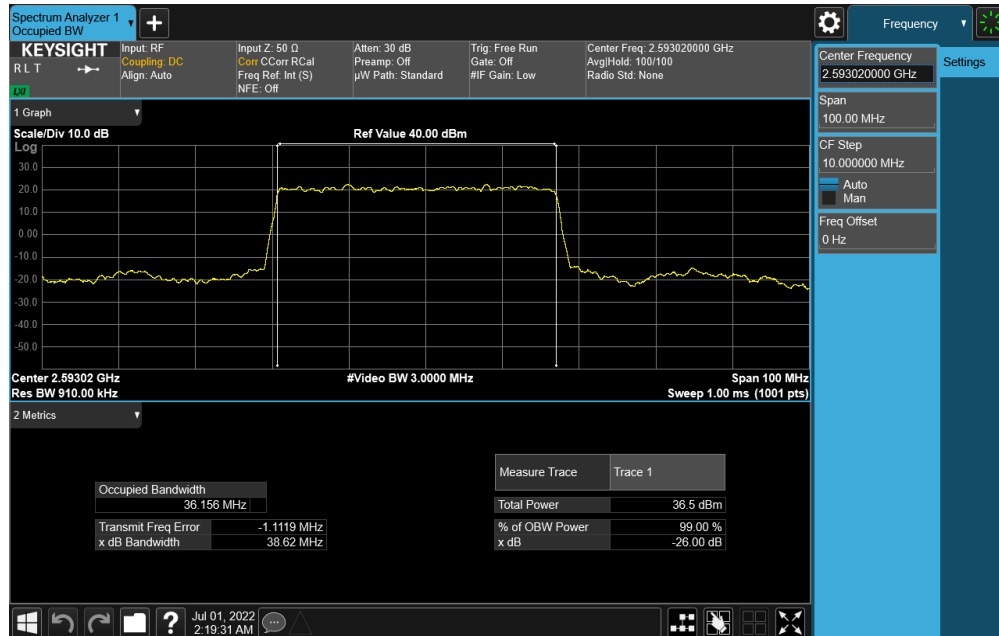 Spectrum Analyzer 1
Occupied BW
Frequency
KEYSIGHT
R L T
LXI
Input: RF
Coupling: DC
Align: Auto
Input Z: 50 Ω
Corr CCorr RCal
Freq Ref: Int (S)
NFE: Off
Atten: 30 dB
Preamp: Off
µW Path: Standard
Trig: Free Run
Gate: Off
#IF Gain: Low
Center Freq: 2.593020000 GHz
Avg|Hold: 100/100
Radio Std: None
Center Frequency
2.593020000 GHz
Settings
Span
100.00 MHz
CF Step
10.000000 MHz
Auto
Man
Freq Offset
0 Hz
1 Graph
Scale/Div 10.0 dB
Ref Value 40.00 dBm
Log
30.0
20.0
10.0
0.00
-10.0
-20.0
-30.0
-40.0
-50.0
Center 2.59302 GHz
#Video BW 3.0000 MHz
Span 100 MHz
Res BW 910.00 kHz
Sweep 1.00 ms (1001 pts)
2 Metrics
Measure Trace Trace 1
Occupied Bandwidth
36.156 MHz
Total Power 36.5 dBm
Transmit Freq Error -1.1119 MHz
% of OBW Power 99.00 %
x dB Bandwidth 38.62 MHz
x dB -26.00 dB
?
Jul 01, 2022
2:19:31 AM